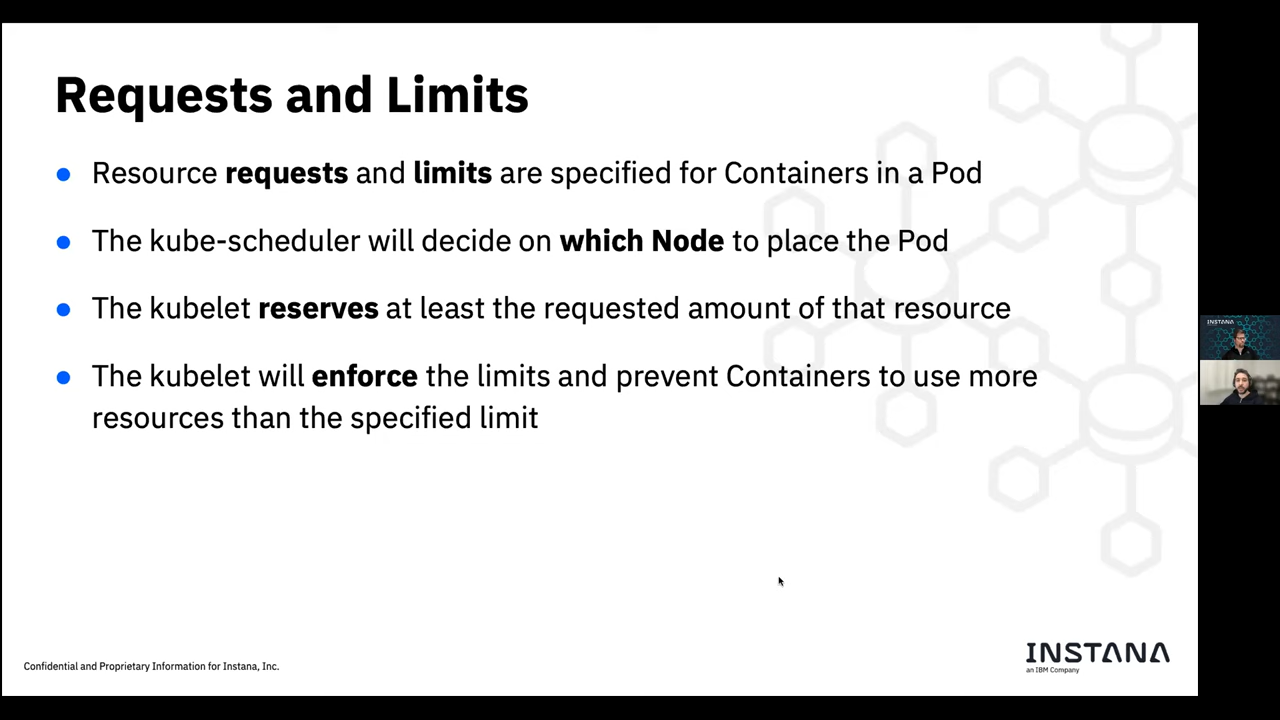 Requests and Limits
● Resource requests and limits are specified for Containers in a Pod
● The kube-scheduler will decide on which Node to place the Pod
● The kubelet reserves at least the requested amount of that resource
● The kubelet will enforce the limits and prevent Containers to use more
resources than the specified limit
INSTANA
Confidential and Proprietary Information for Instana, Inc.
INSTANA
an IBM Company